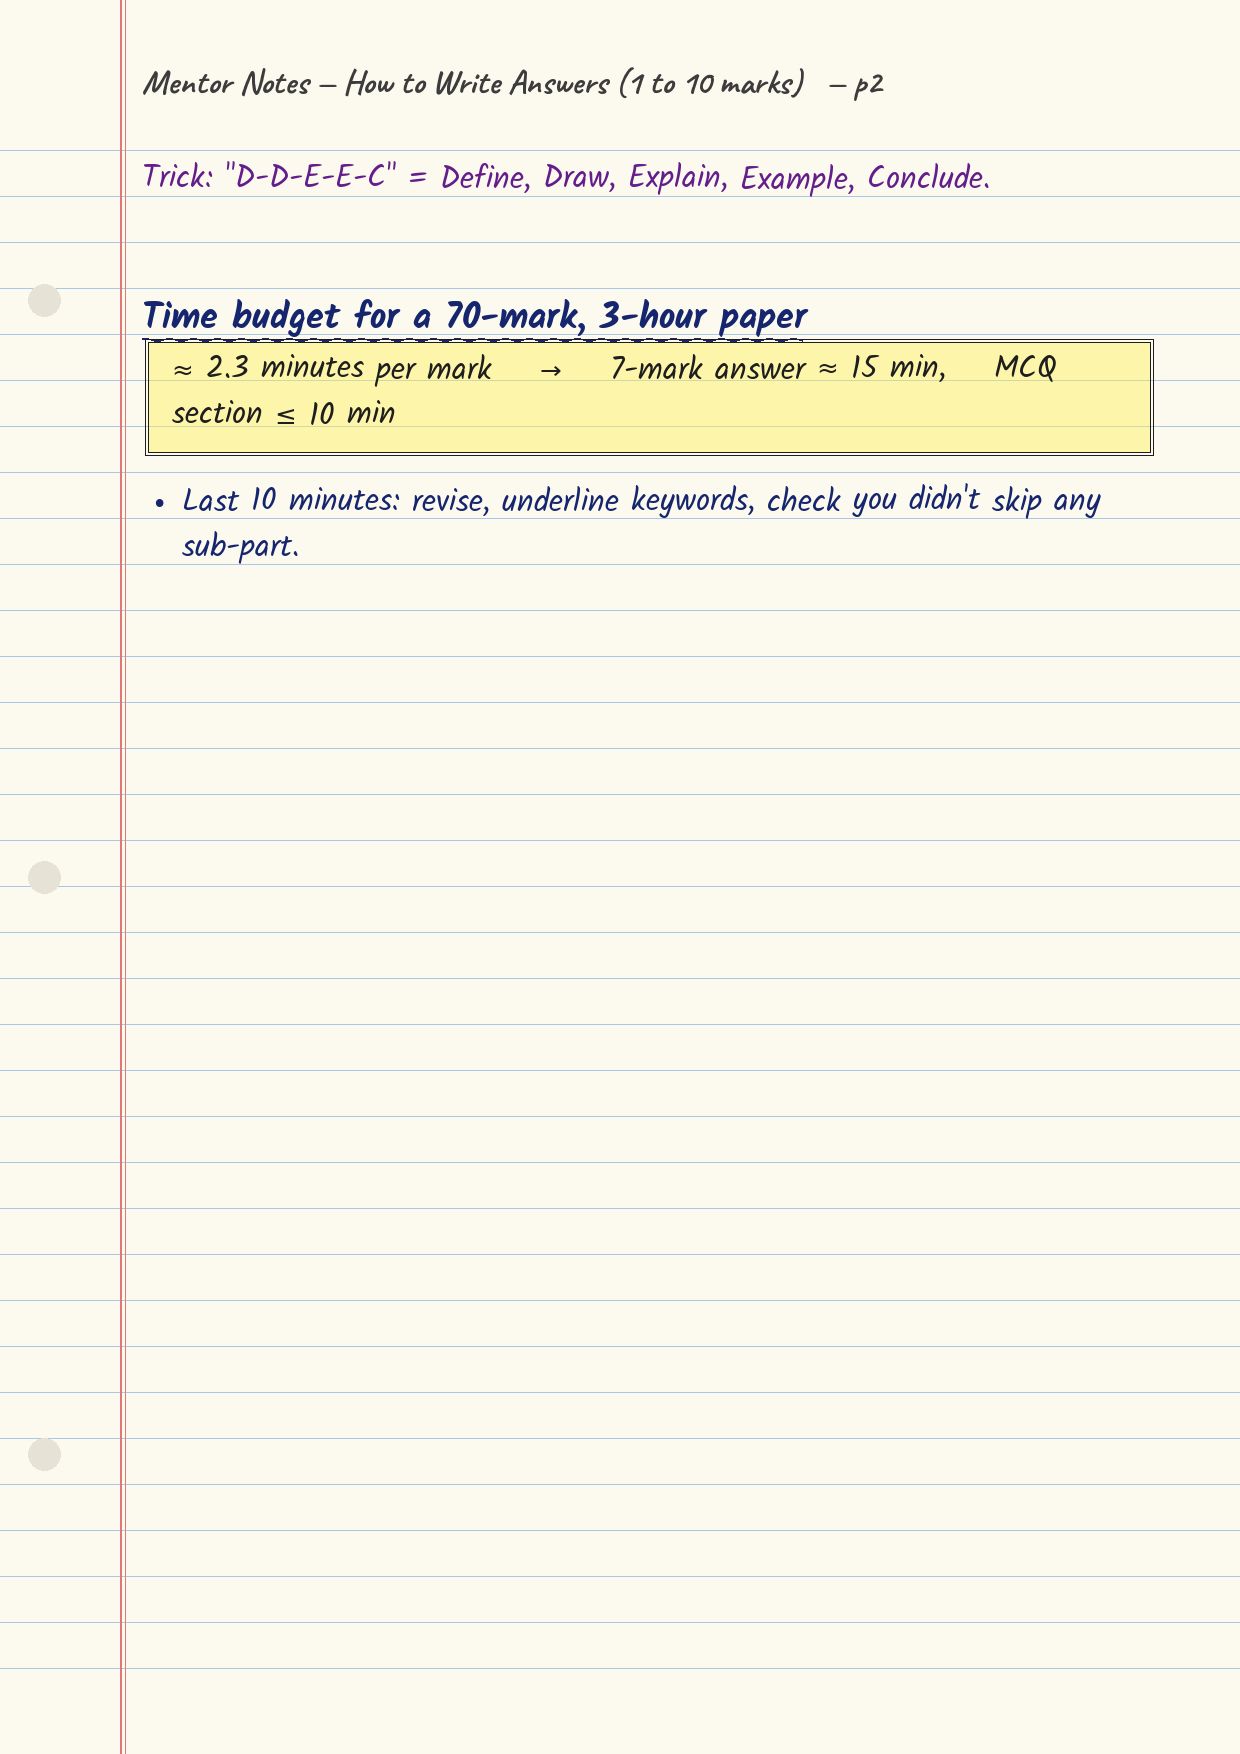 Mentor Notes – How to Write Answers (1 to 10 marks) – p2
Trick: "D-D-E-E-C" = Define, Draw, Explain, Example, Conclude.
Time budget for a 70-mark, 3-hour paper
≈ 2.3 minutes per mark → 7-mark answer ≈ 15 min, MCQ
section ≤ 10 min
• Last 10 minutes: revise, underline keywords, check you didn't skip any
sub-part.